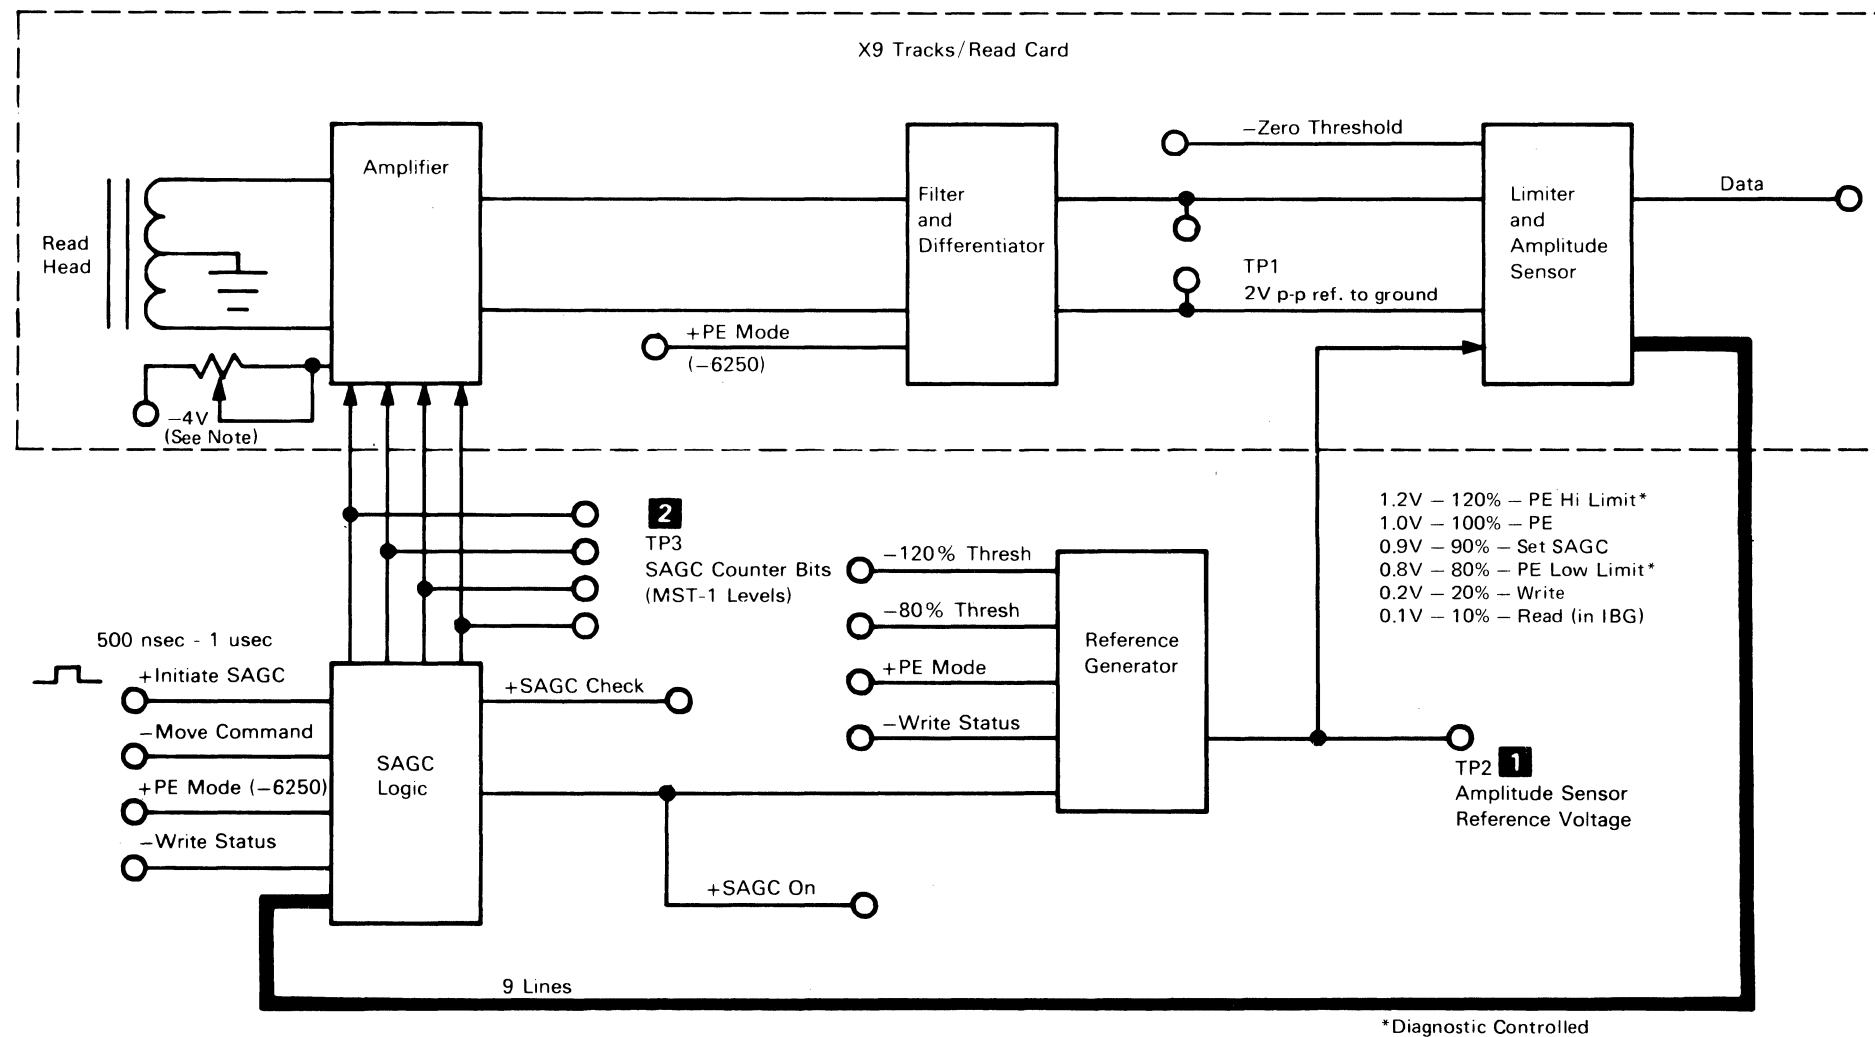 X9 Tracks/Read Card
Amplifier
Read
Head
−4V
(See Note)
+PE Mode
(−6250)
Filter
and
Differentiator
−Zero Threshold
TP1
2V p-p ref. to ground
Limiter
and
Amplitude
Sensor
Data
2
TP3
SAGC Counter Bits
(MST-1 Levels)
1.2V − 120% − PE Hi Limit*
1.0V − 100% − PE
0.9V − 90% − Set SAGC
0.8V − 80% − PE Low Limit*
0.2V − 20% − Write
0.1V − 10% − Read (in IBG)
−120% Thresh
−80% Thresh
+PE Mode
−Write Status
Reference
Generator
500 nsec - 1 usec
+Initiate SAGC
−Move Command
+PE Mode (−6250)
−Write Status
SAGC
Logic
+SAGC Check
+SAGC On
TP2 1
Amplitude Sensor
Reference Voltage
9 Lines
*Diagnostic Controlled